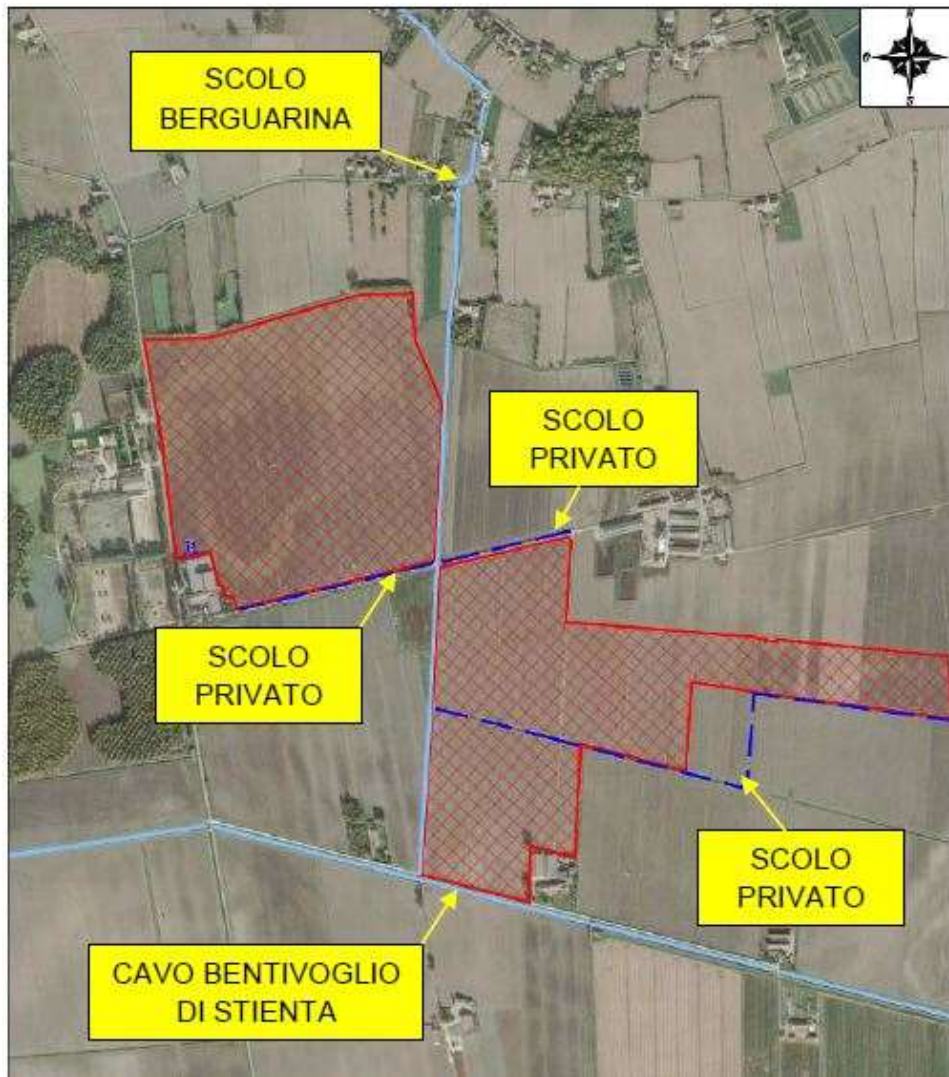 SCOLO
BERGUARINA
SCOLO
PRIVATO
SCOLO
PRIVATO
SCOLO
PRIVATO
CAVO BENTIVOGLIO
DI STIENTA